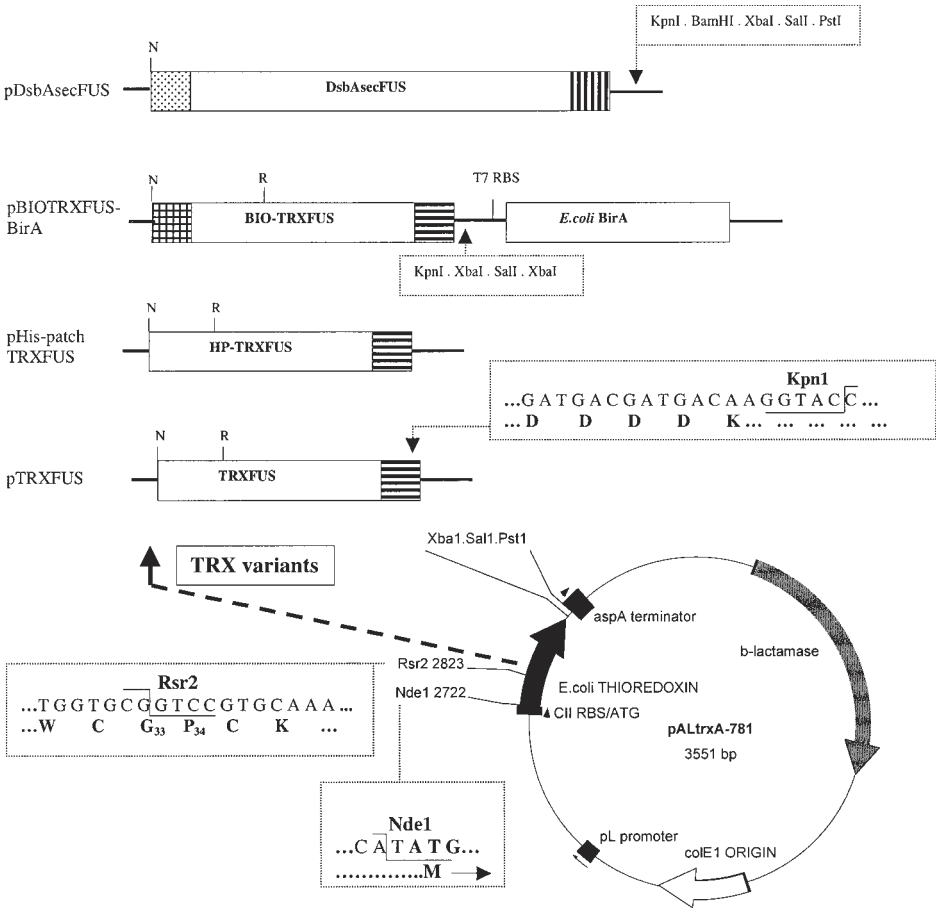 KpnI . BamHI . XbaI . SalI . PstI
N
pDsbAsecFUS
DsbAsecFUS
N
R
T7 RBS
pBIOTRXFUS-
BirA
BIO-TRXFUS
E.coli BirA
KpnI . XbaI . SalI . XbaI
N
R
pHis-patch
TRXFUS
HP-TRXFUS
Kpn1
...GATGACGATGACAAGGTACC...
... D D D D K... ... ... ... ...
N
R
pTRXFUS
TRXFUS
Xba1.Sal1.Pst1
TRX variants
aspA terminator
b-lactamase
Rsr2 2823
Nde1 2722
E.coli THIOREDOXIN
CII RBS/ATG
pALtrxA-781
3551 bp
Rsr2
...TGGTGCGGTCCGTGCAAA...
...W C G33 P34 C K ...
Nde1
...CATATG...
..............M
pL promoter
colE1 ORIGIN